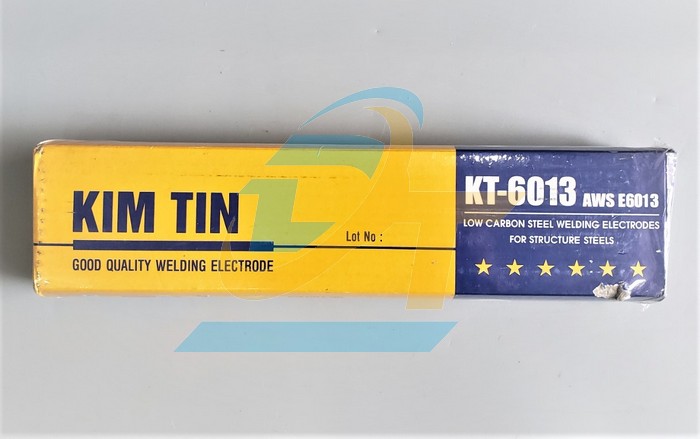 KIM TIN
GOOD QUALITY WELDING ELECTRODE
Lot No :
KT-6013 AWS E6013
LOW CARBON STEEL WELDING ELECTRODES
FOR STRUCTURE STEELS